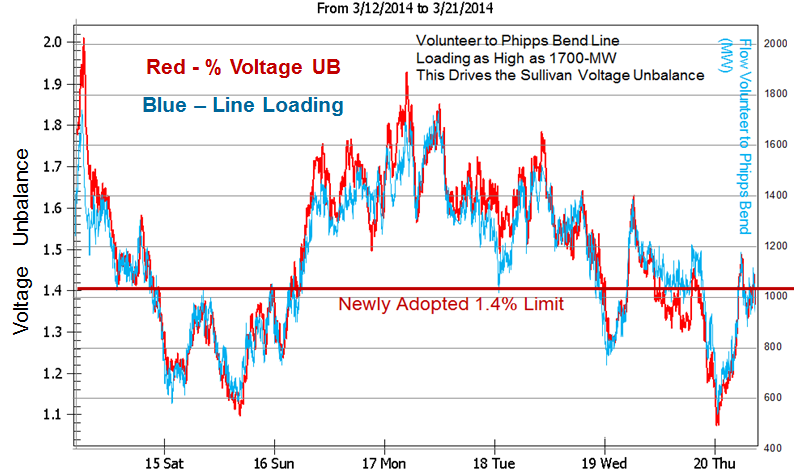 From 3/12/2014 to 3/21/2014
Red - % Voltage UB
Blue – Line Loading
Volunteer to Phipps Bend Line
Loading as High as 1700-MW
This Drives the Sullivan Voltage Unbalance
Newly Adopted 1.4% Limit
Voltage Unbalance
2.0
1.9
1.8
1.7
1.6
1.5
1.4
1.3
1.2
1.1
Flow Volunteer to Phipps Bend
(MW)
2000
1800
1600
1400
1200
1000
800
600
400
15 Sat
16 Sun
17 Mon
18 Tue
19 Wed
20 Thu